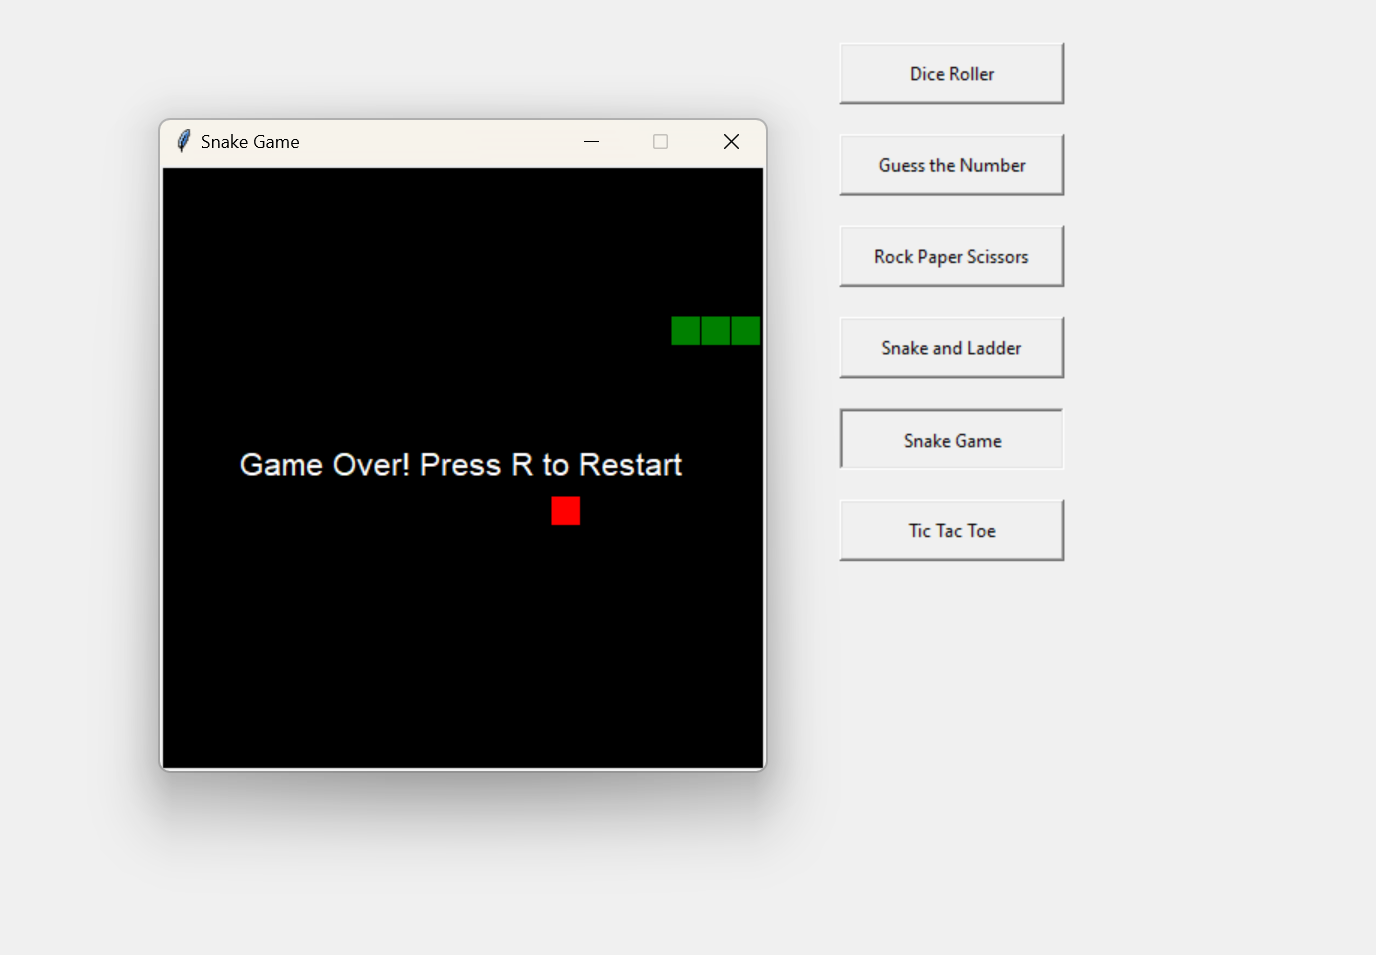 Snake Game
Game Over! Press R to Restart
Dice Roller
Guess the Number
Rock Paper Scissors
Snake and Ladder
Snake Game
Tic Tac Toe